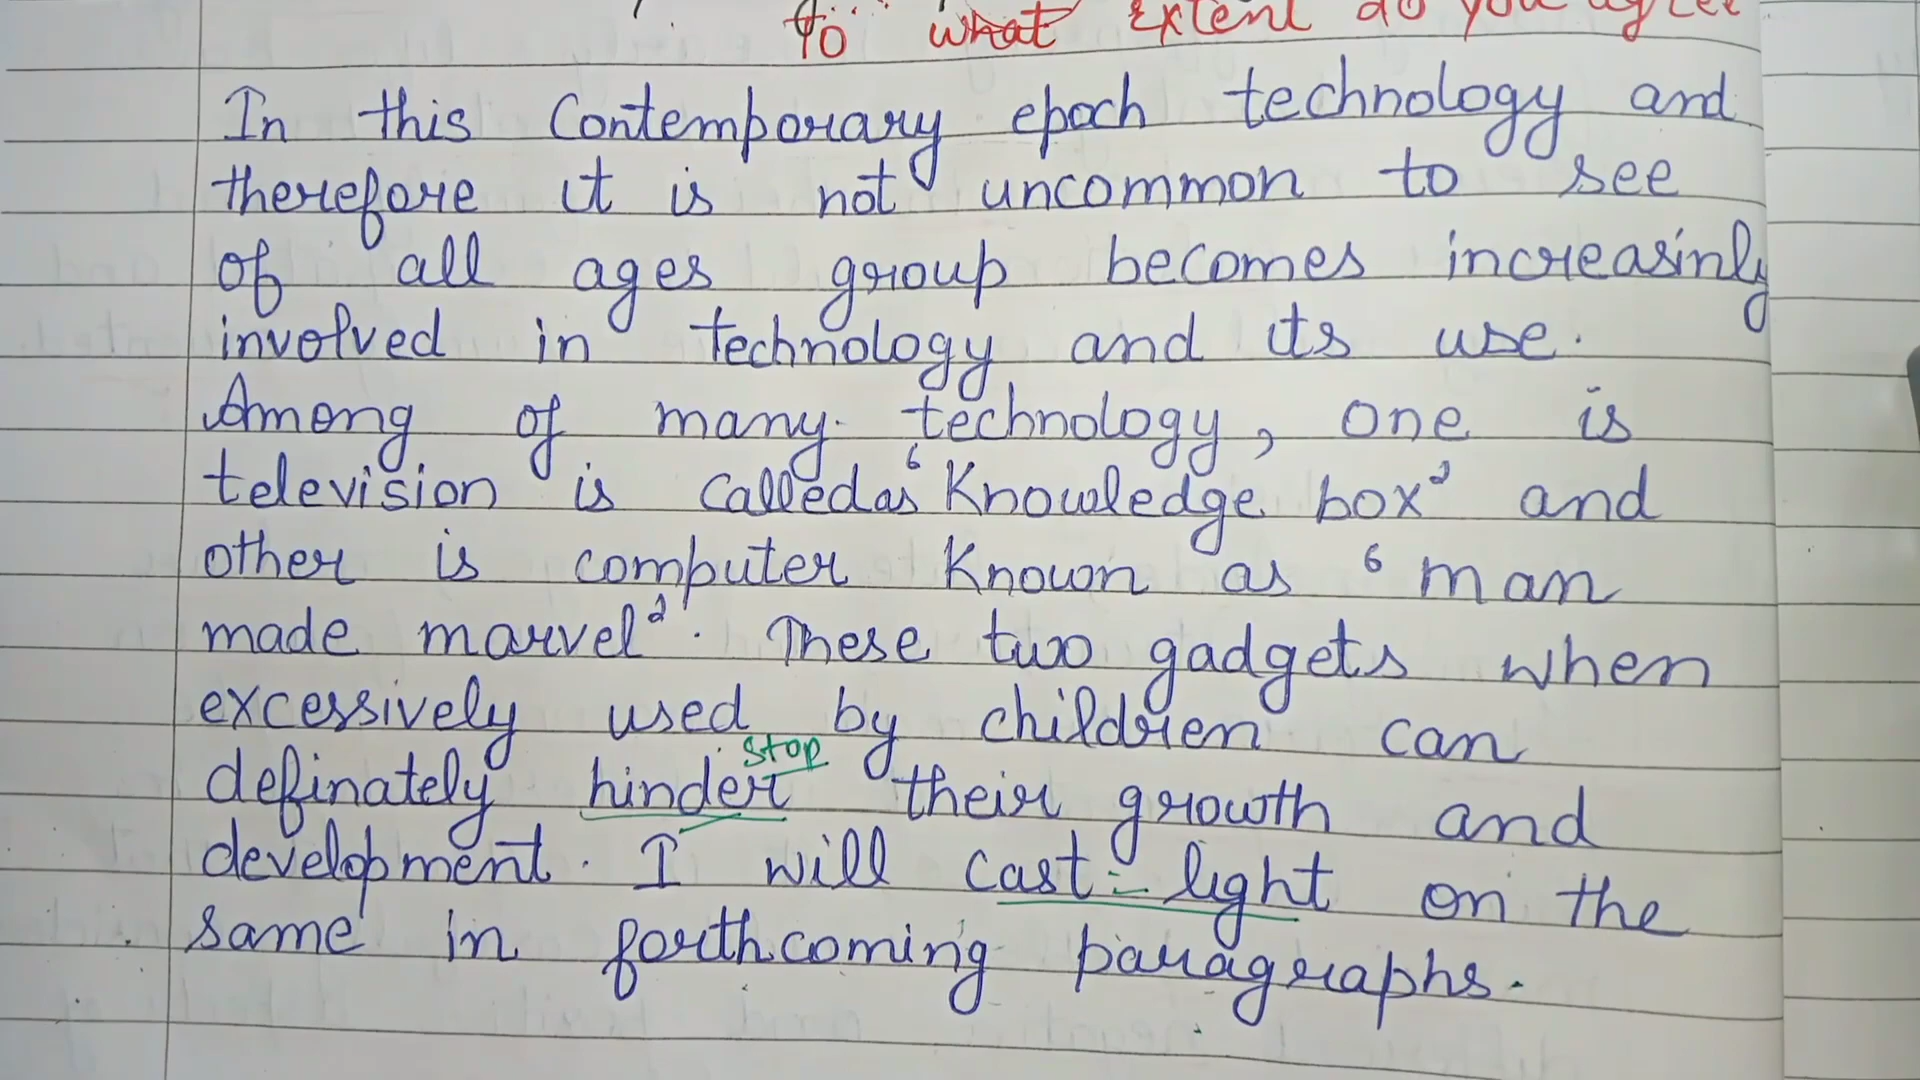 to what Extent do you agree
In this Contemporary epoch technology and
therefore it is not uncommon to see
of all ages group becomes increasinly
involved in technology and its use.
Among of many technology, one is
television is called as ‘Knowledge box’ and
other is computer Known as ‘man
made marvel’. These two gadgets when
excessively used by children can
stop
definately hinder their growth and
development. I will cast light on the
same in forthcoming paragraphs.